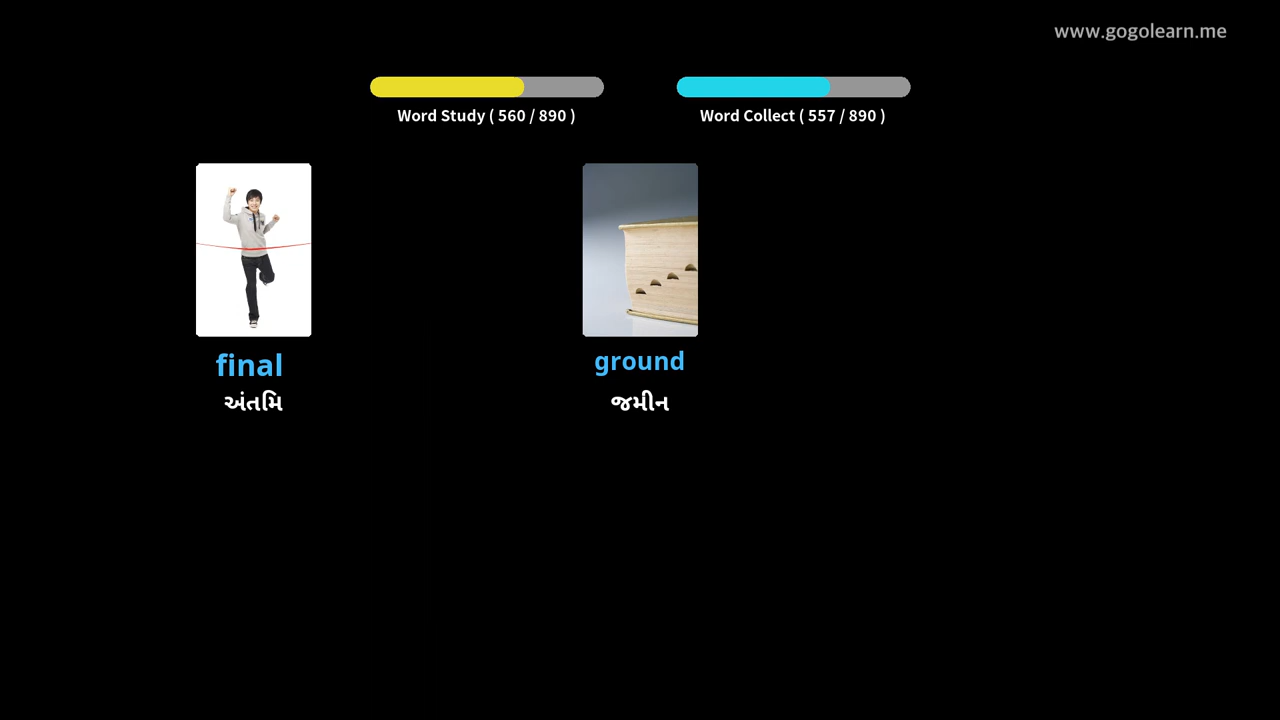 www.gogolearn.me
Word Study ( 560 / 890 )
Word Collect ( 557 / 890 )
final
ground
અંતમિ
જમીન